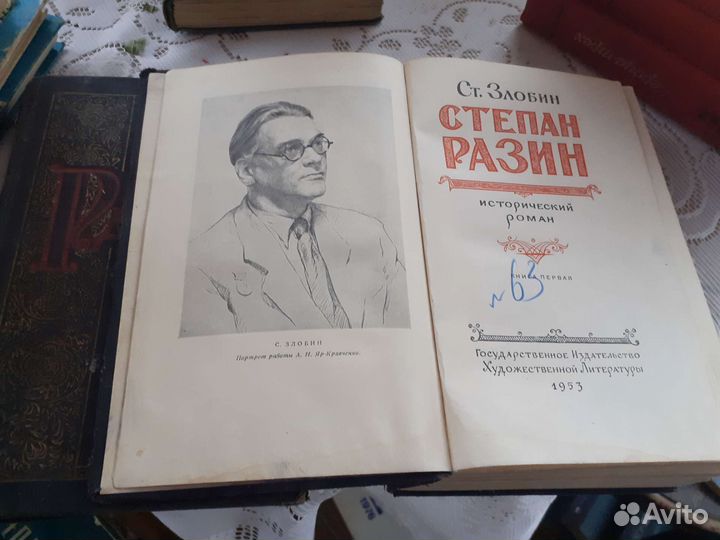 С. ЗЛОБИН
Портрет работы А. Н. Яр-Кравченко.
Ст. Злобин
СТЕПАН
РАЗИН
ИСТОРИЧЕСКИЙ
РОМАН
КНИГА ПЕРВАЯ
№63
Государственное Издательство
Художественной Литературы
1953
Avito